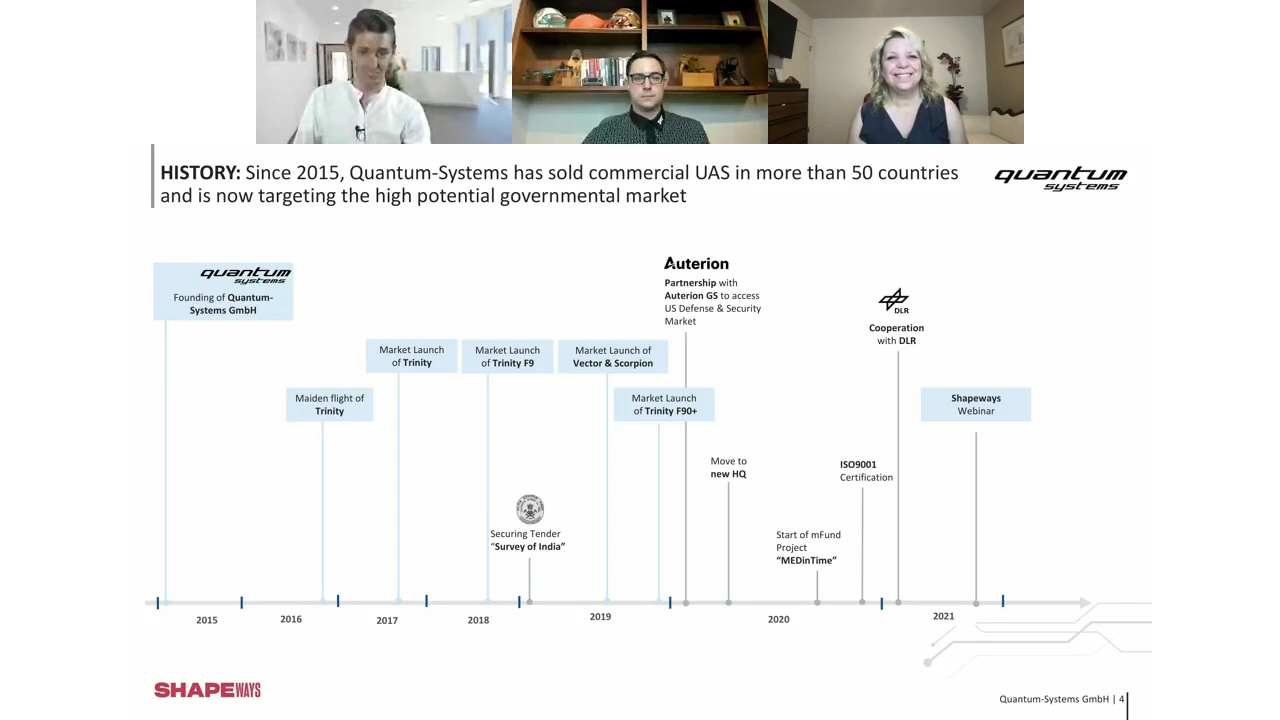 HISTORY: Since 2015, Quantum-Systems has sold commercial UAS in more than 50 countries
and is now targeting the high potential governmental market
quantum
systems
quantum
systems
Founding of Quantum-
Systems GmbH
Maiden flight of
Trinity
Market Launch
of Trinity
Market Launch
of Trinity F9
Securing Tender
“Survey of India”
Market Launch of
Vector & Scorpion
Market Launch
of Trinity F90+
Auterion
Partnership with
Auterion GS to access
US Defense & Security
Market
Move to
new HQ
Start of mFund
Project
“MEDinTime”
ISO9001
Certification
DLR
Cooperation
with DLR
Shapeways
Webinar
2015
2016
2017
2018
2019
2020
2021
SHAPEWAYS
Quantum-Systems GmbH | 4